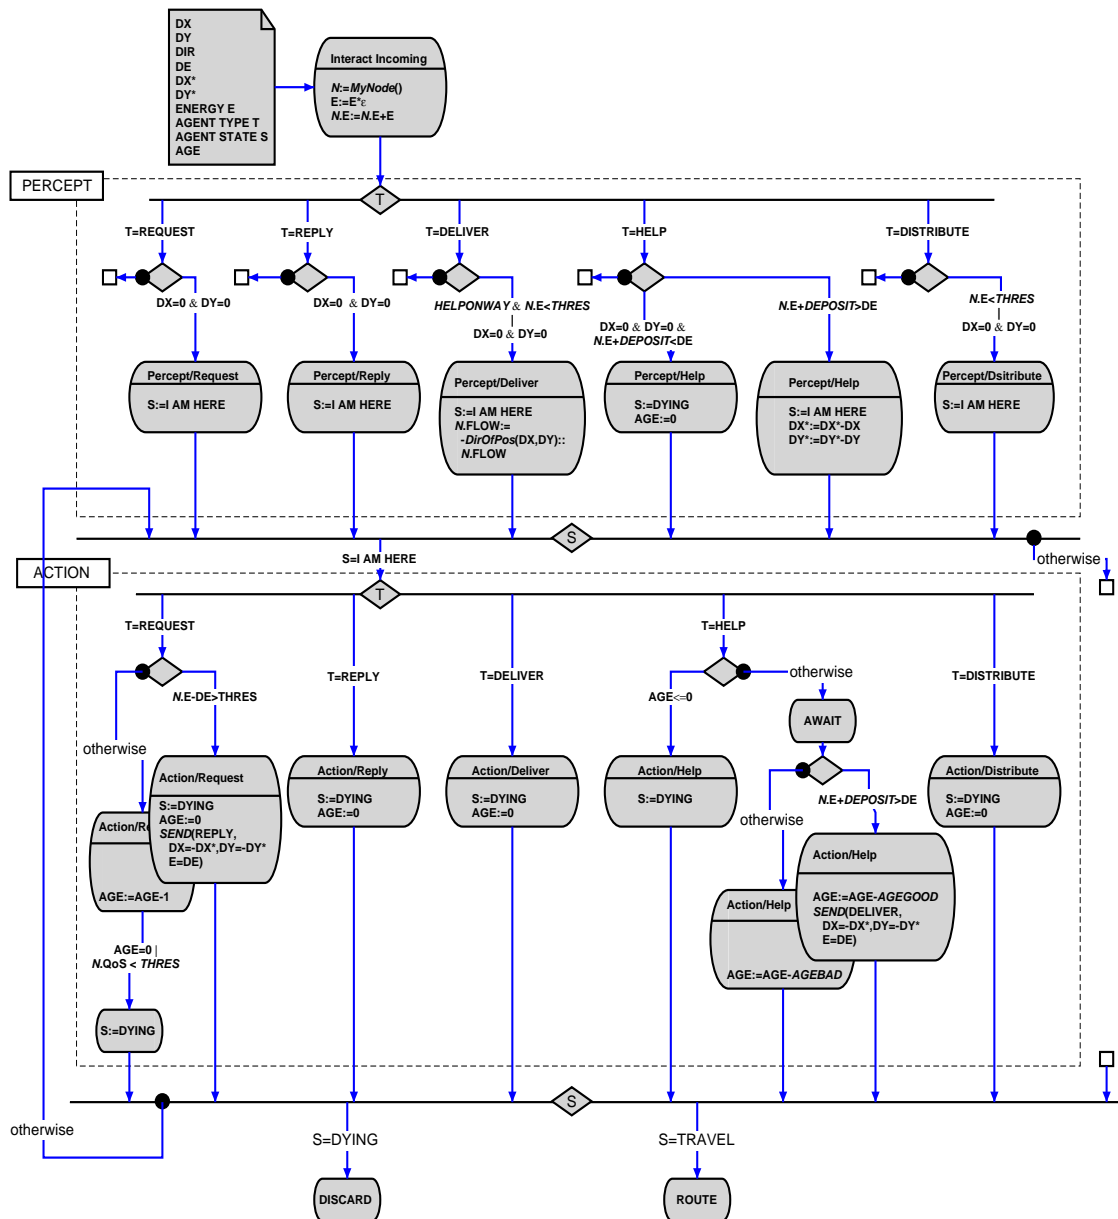 DX
DY
DIR
DE
DX*
DY*
ENERGY E
AGENT TYPE T
AGENT STATE S
AGE
Interact Incoming
N:=MyNode()
E:=E*ε
N.E:=N.E+E
PERCEPT
T
T=REQUEST
T=REPLY
T=DELIVER
T=HELP
T=DISTRIBUTE
DX=0 & DY=0
DX=0 & DY=0
HELPONWAY & N.E<THRES
|
DX=0 & DY=0
DX=0 & DY=0 &
N.E+DEPOSIT<DE
N.E+DEPOSIT>DE
N.E<THRES
|
DX=0 & DY=0
Percept/Request
S:=I AM HERE
Percept/Reply
S:=I AM HERE
Percept/Deliver
S:=I AM HERE
N.FLOW:=
-DirOfPos(DX,DY)::
N.FLOW
Percept/Help
S:=DYING
AGE:=0
Percept/Help
S:=I AM HERE
DX*:=DX*-DX
DY*:=DY*-DY
Percept/Dsitribute
S:=I AM HERE
S
otherwise
S=I AM HERE
ACTION
T
T=REQUEST
T=REPLY
T=DELIVER
T=HELP
T=DISTRIBUTE
N.E-DE>THRES
otherwise
AGE<=0
otherwise
AWAIT
N.E+DEPOSIT>DE
otherwise
Action/Re
AGE:=AGE-1
Action/Request
S:=DYING
AGE:=0
SEND(REPLY,
DX=-DX*,DY=-DY*
E=DE)
Action/Reply
S:=DYING
AGE:=0
Action/Deliver
S:=DYING
AGE:=0
Action/Help
S:=DYING
Action/Help
AGE:=AGE-AGEBAD
Action/Help
AGE:=AGE-AGEGOOD
SEND(DELIVER,
DX=-DX*,DY=-DY*
E=DE)
Action/Distribute
S:=DYING
AGE:=0
AGE=0 |
N.QoS < THRES
S:=DYING
S
otherwise
S=DYING
S=TRAVEL
DISCARD
ROUTE